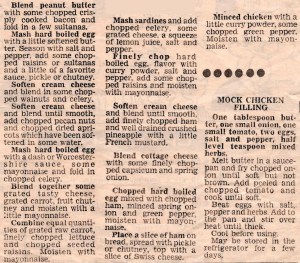 Blend peanut butter
with some chopped cris-
ply cooked bacon and
fold in a few sultanas.
Mash hard boiled egg
with a little softened but-
ter. Season with salt and
pepper, add some chop-
ped raisins or sultanas
and a little of a favorite
sauce, pickle or chutney.
Soften cream cheese
and blend in some chop-
ped walnuts and celery.
Soften cream cheese
and blend until smooth,
add chopped pecan nuts
and chopped dried apri-
cots which have been sof-
tened in some water.
Mash hard boiled egg
with a dash or Worcester-
shire sauce, some
mayonnaise and fold in
chopped celery.
Blend together some
grated tasty cheese,
grated carrot, fruit chut-
ney and moisten with a
little mayonnaise.
Combine equal quanti-
ties of grated raw carrot,
finely chopped lettuce
and chopped seeded
raisins. Moisten with
mayonnaise.
Mash sardines and add
chopped celery, some
grated cheese, a squeeze
of lemon juice, salt and
pepper.
Finely chop hard
boiled egg, flavor with
curry powder, salt and
pepper, add some chop-
ped raisins and moisten
with mayonnaise.
Soften cream cheese
and blend until smooth,
add finely chopped ham
and well drained crushed
pineapple with a little
French mustard.
Blend cottage cheese
with some finely chop-
ped capsicum and spring
onion.
Chopped hard boiled
egg mixed with chopped
ham, minced spring on-
ion and green pepper,
moisten with mayon-
naise.
Place a slice of ham on
bread, spread with pickle
or chutney, top with a
slice of Swiss cheese.
Minced chicken with a
little curry powder, some
chopped green pepper.
Moisten with mayon-
naise.
MOCK CHICKEN
FILLING
One tablespoon but-
ter, one small onion, one
small tomato, two eggs,
salt and pepper, half
level teaspoon mixed
herbs.
Melt butter in a sauce-
pan and fry chopped on-
ion until soft but not
brown. Add peeled and
chopped tomato and
cook until soft.
Beat eggs with salt,
pepper and herbs. Add to
the pan and stir over
heat until thick.
Cool before using.
May be stored in the
refrigerator for a few
days.